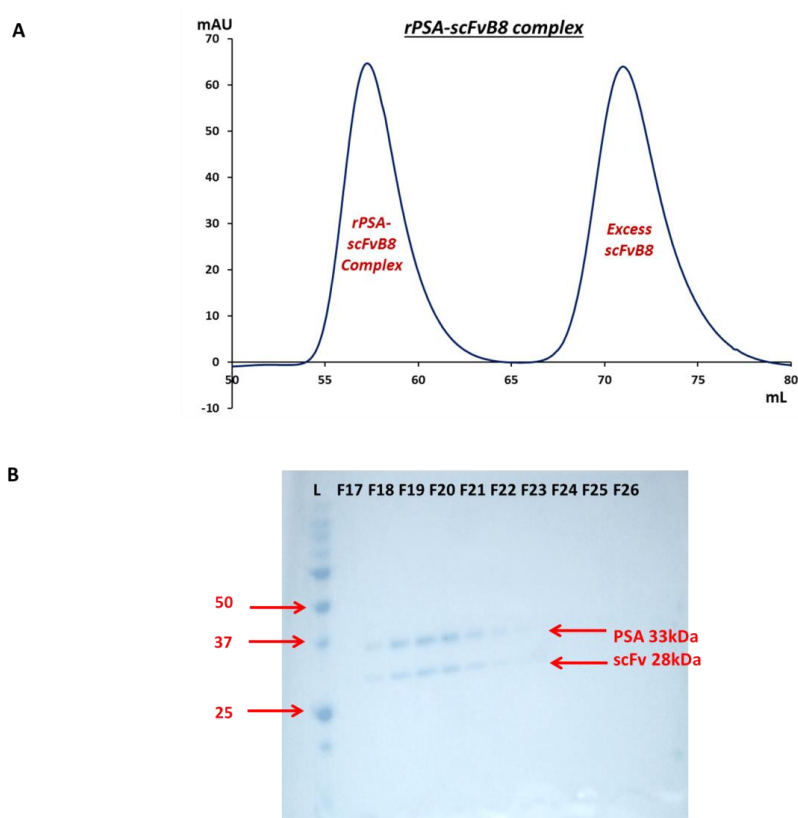 A
mAU
rPSA-scFvB8 complex
70
60
50
40
30
20
10
0
-10
rPSA-
scFvB8
Complex
Excess
scFvB8
50 55 60 65 70 75 80
mL
B
L F17 F18 F19 F20 F21 F22 F23 F24 F25 F26
50
37
25
PSA 33kDa
scFv 28kDa